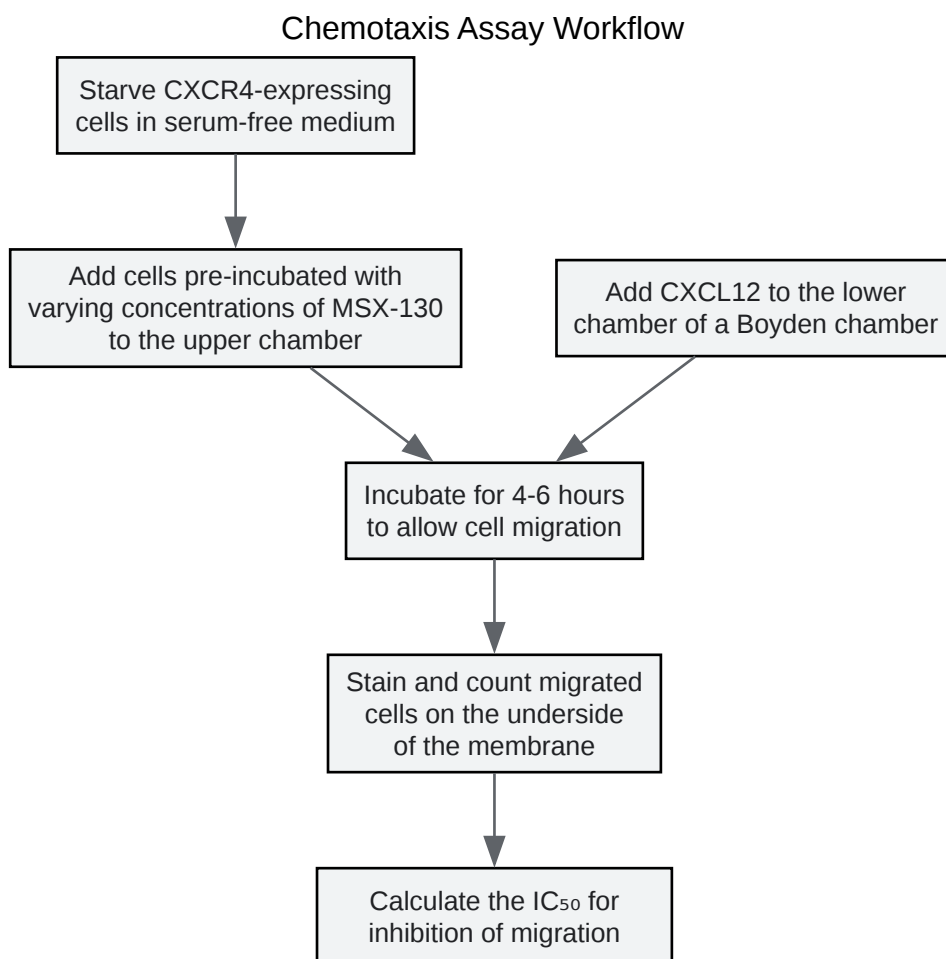 Chemotaxis Assay Workflow
Starve CXCR4-expressing
cells in serum-free medium
Add cells pre-incubated with
varying concentrations of MSX-130
to the upper chamber
Add CXCL12 to the lower
chamber of a Boyden chamber
Incubate for 4-6 hours
to allow cell migration
Stain and count migrated
cells on the underside
of the membrane
Calculate the IC₅₀ for
inhibition of migration